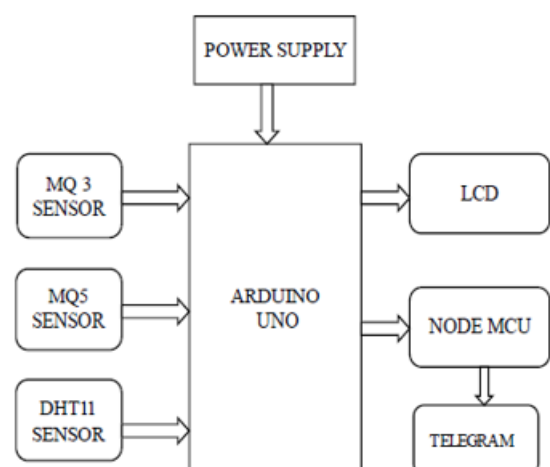 POWER SUPPLY
MQ 3
SENSOR
MQ5
SENSOR
DHT11
SENSOR
ARDUINO
UNO
LCD
NODE MCU
TELEGRAM